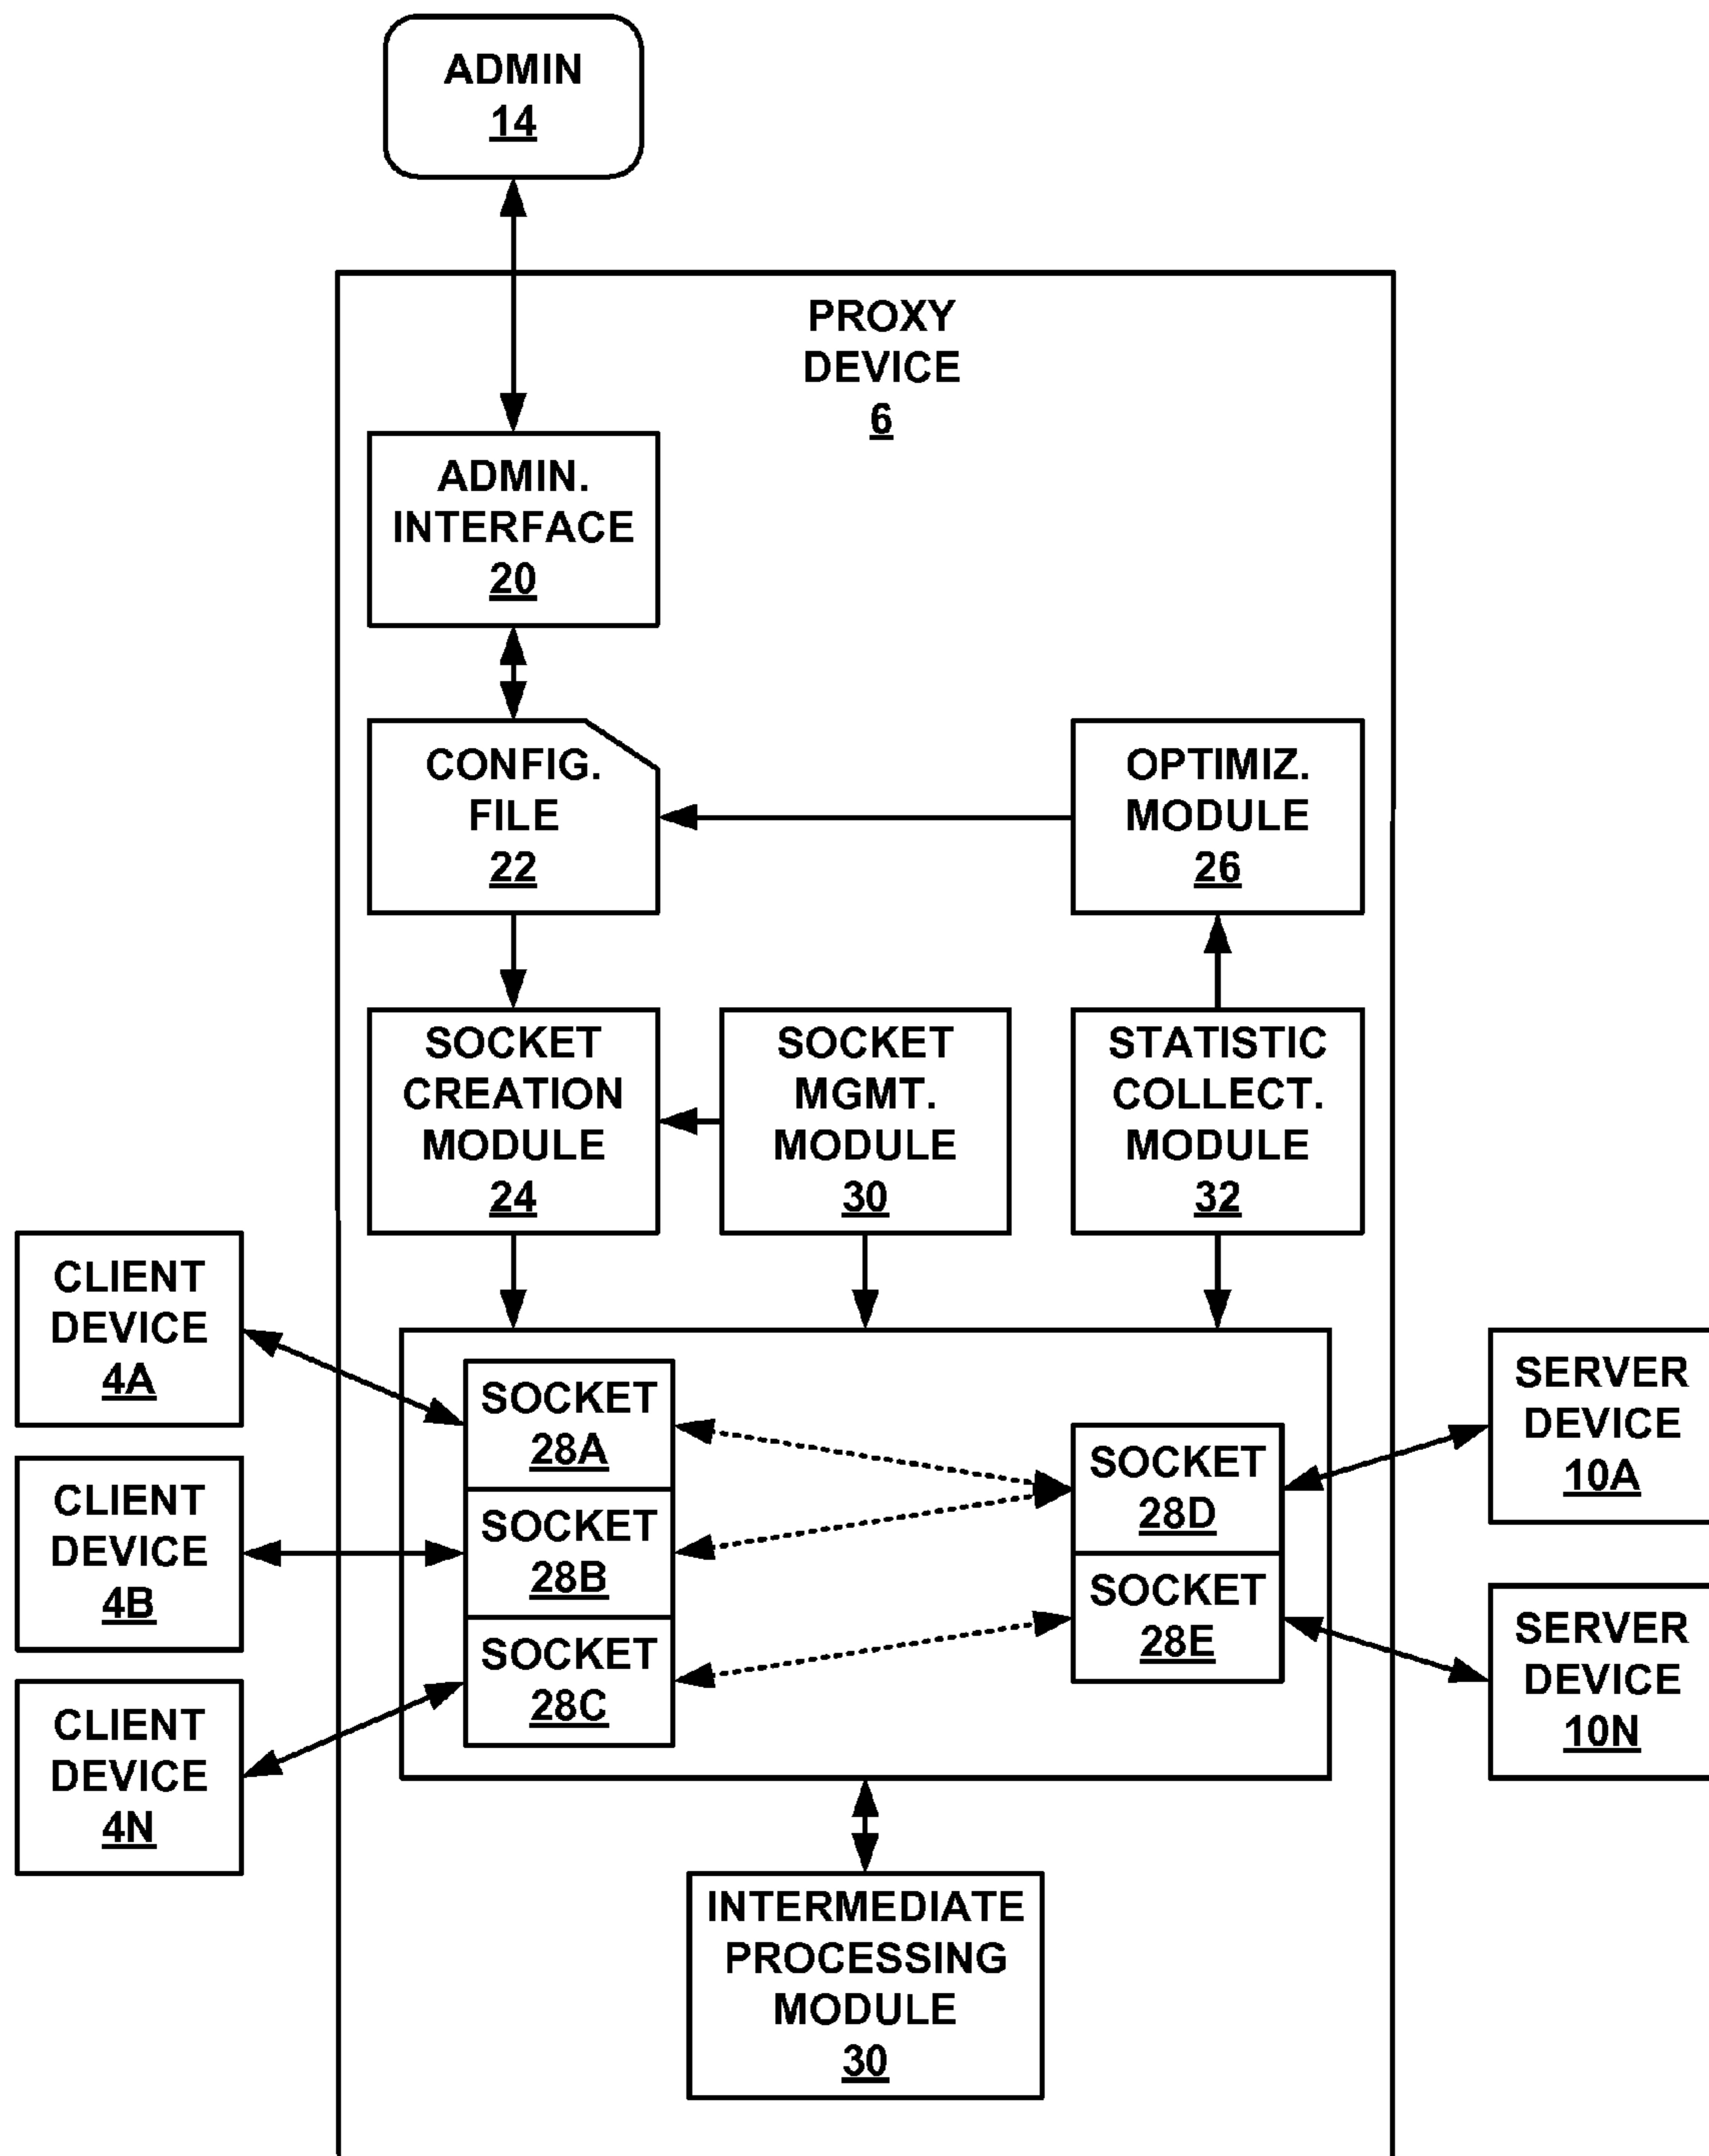 ADMIN
14
PROXY
DEVICE
6
ADMIN.
INTERFACE
20
CONFIG.
FILE
22
OPTIMIZ.
MODULE
26
SOCKET
CREATION
MODULE
24
SOCKET
MGMT.
MODULE
30
STATISTIC
COLLECT.
MODULE
32
CLIENT
DEVICE
4A
CLIENT
DEVICE
4B
CLIENT
DEVICE
4N
SOCKET
28A
SOCKET
28B
SOCKET
28C
SOCKET
28D
SOCKET
28E
SERVER
DEVICE
10A
SERVER
DEVICE
10N
INTERMEDIATE
PROCESSING
MODULE
30